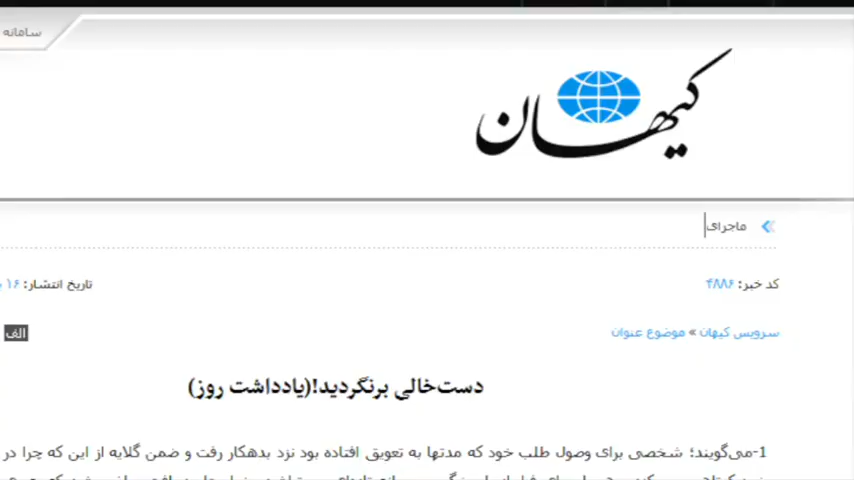 سامانه
کیهان
ماجرای
کد خبر: ۴۸۸۶
تاریخ انتشار: ۱۶
سرویس کیهان » موضوع عنوان
الف
دست‌خالی برنگردید!(یادداشت روز)
1-می‌گویند؛ شخصی برای وصول طلب خود که مدتها به تعویق افتاده بود نزد بدهکار رفت و ضمن گلایه از این که چرا در